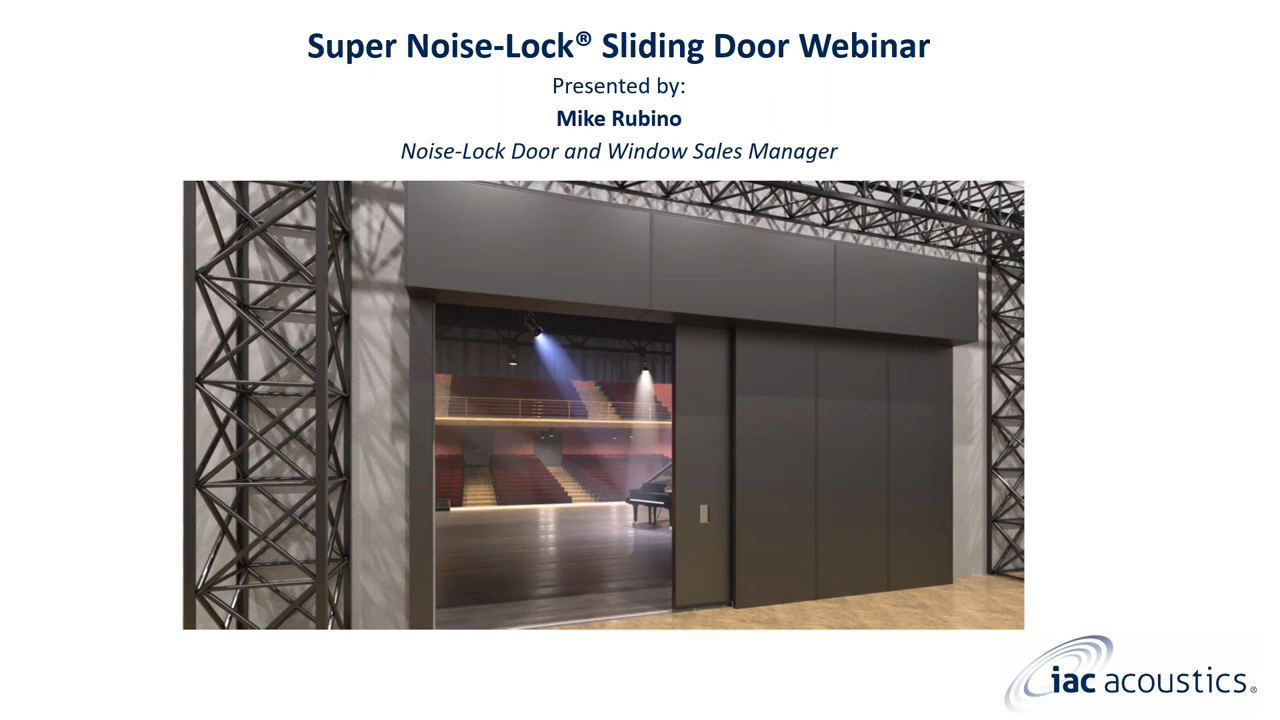 Super Noise-Lock® Sliding Door Webinar
Presented by:
Mike Rubino
Noise-Lock Door and Window Sales Manager
iac acoustics®